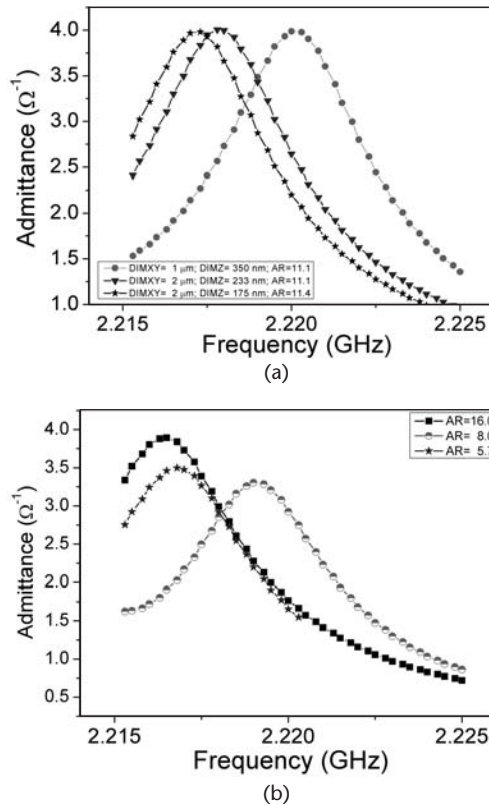 4.0
3.5
3.0
2.5
2.0
1.5
1.0
Admittance (Ω⁻¹)
DIMXY= 1 µm; DIMZ= 350 nm; AR=11.1
DIMXY= 2 µm; DIMZ= 233 nm; AR=11.1
DIMXY= 2 µm; DIMZ= 175 nm; AR=11.4
2.215 2.220 2.225
Frequency (GHz)
(a)
4.0
3.5
3.0
2.5
2.0
1.5
1.0
0.5
Admittance (Ω⁻¹)
AR=16.
AR= 8.
AR= 5.
2.215 2.220 2.225
Frequency (GHz)
(b)